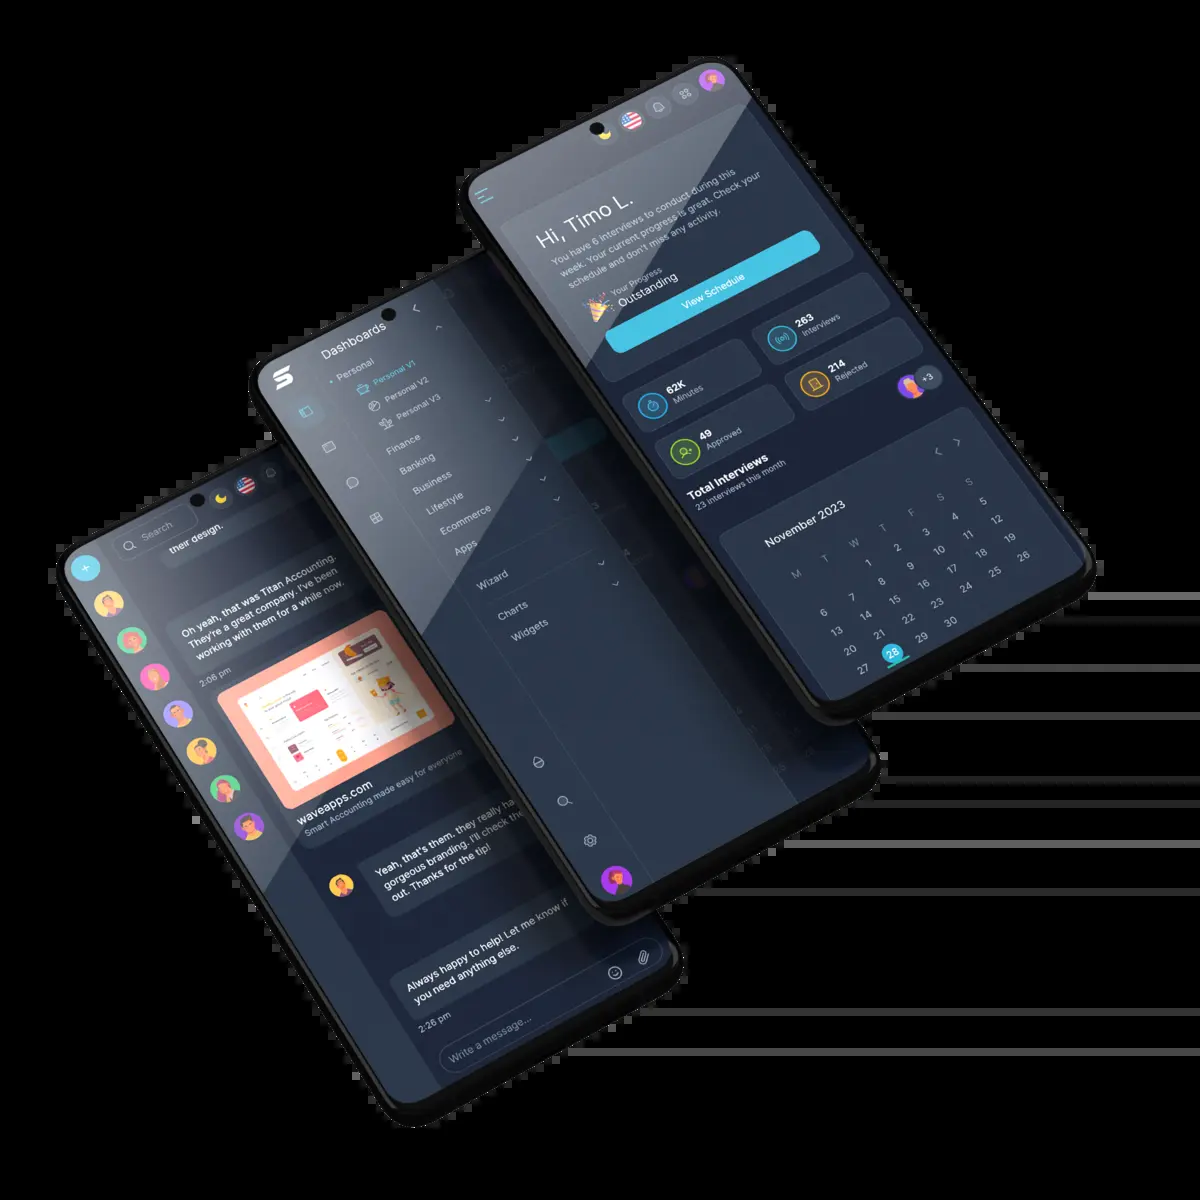 Search
their design.
Oh yeah, that was Titan Accounting.
They're a great company. I've been
working with them for a while now.
2:08 pm
waveapps.com
Smart Accounting made easy for everyone
Yeah, that's them. they really ha
gorgeous branding. I'll check the
out. Thanks for the tip!
Always happy to help! Let me know if
you need anything else.
2:26 pm
Write a message...
Dashboards
Personal
Personal V1
Personal V2
Personal V3
Finance
Banking
Business
Lifestyle
Ecommerce
Apps
Wizard
Charts
Widgets
Hi, Timo L.
You have 6 interviews to conduct during this
week. Your current progress is great. Check your
schedule and don't miss any activity.
Your Progress
Outstanding
View Schedule
62K
Minutes
263
Interviews
49
Approved
214
Rejected
Total Interviews
23 interviews this month
+3
November 2023
M T W T F S S
1 2 3 4 5
6 7 8 9 10 11 12
13 14 15 16 17 18 19
20 21 22 23 24 25 26
27 28 29 30